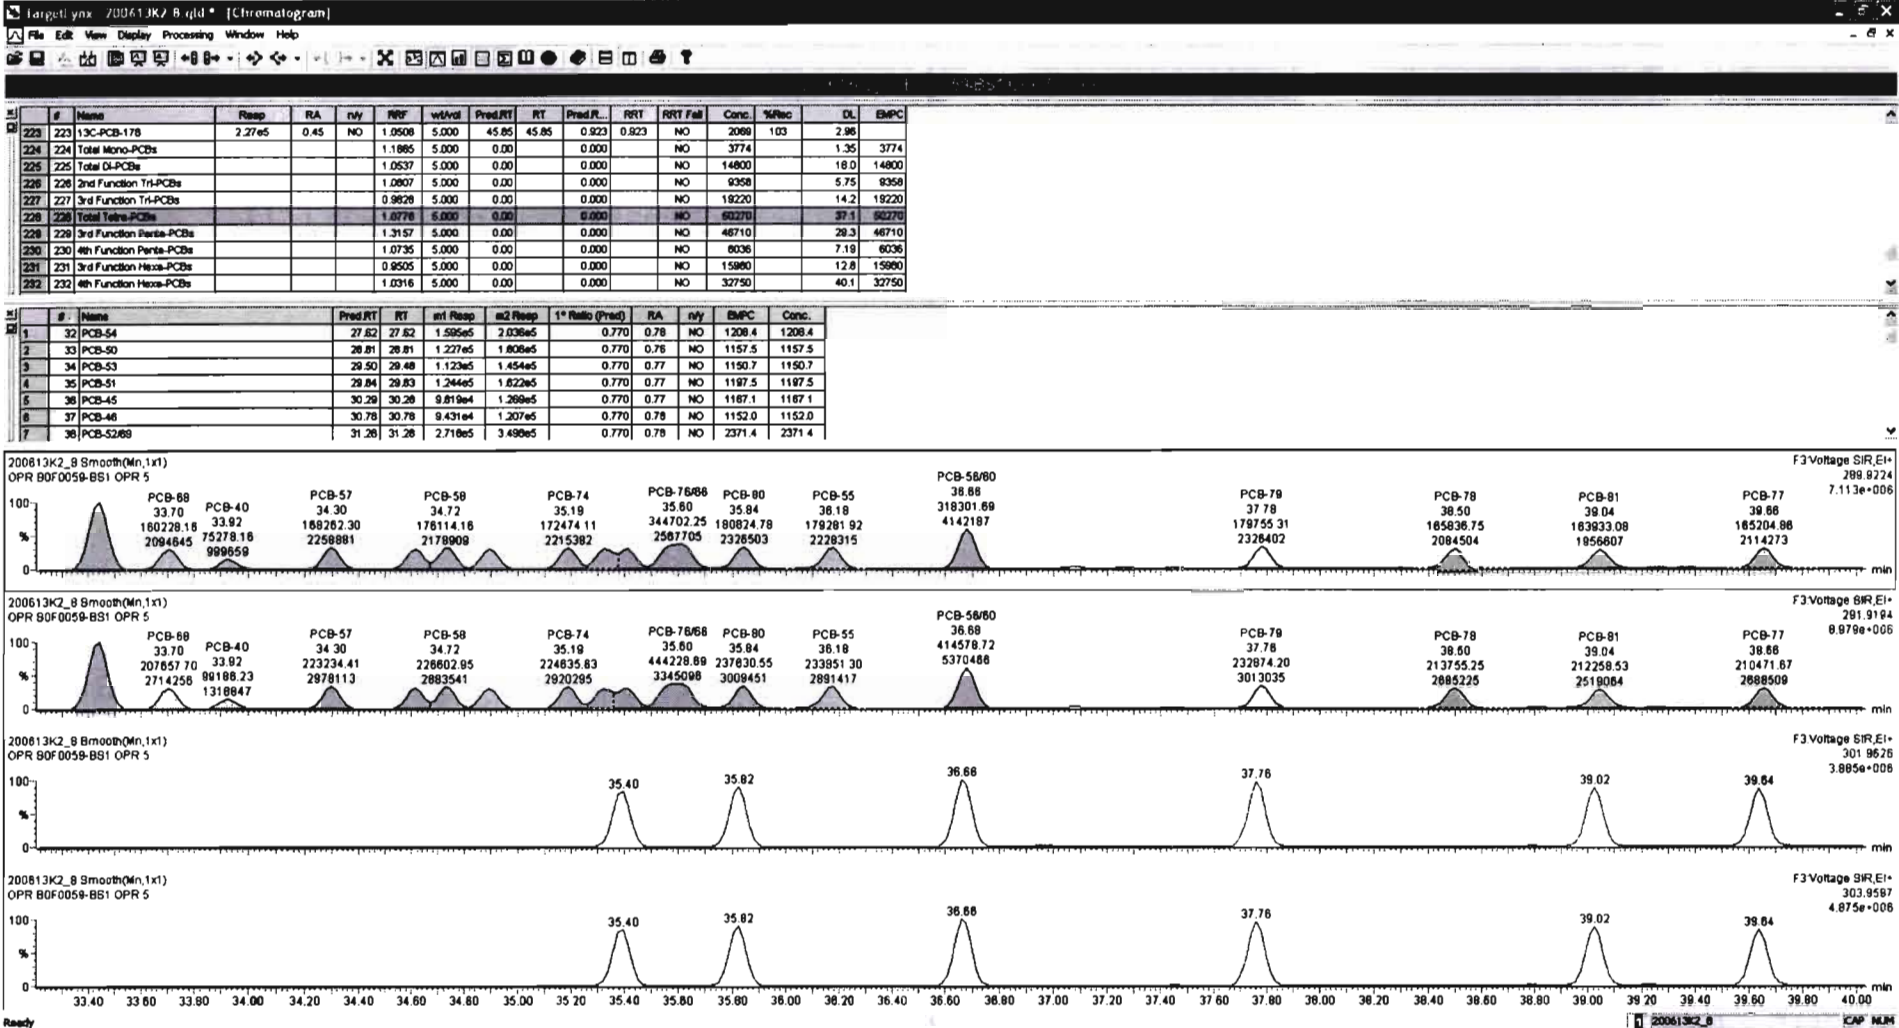 TargetLynx - 200613K2_8.qld * [Chromatogram]
File Edit View Display Processing Window Help
# Name Resp RA n/y RRF wt/vol Pred.RT RT Pred.R... RRT RRT Fail Conc. %Rec DL EMPC
223 223 13C-PCB-178 2.27e5 0.45 NO 1.0506 5.000 45.85 45.85 0.923 0.923 NO 2069 103 2.96
224 224 Total Mono-PCBs 1.1665 5.000 0.00 0.000 NO 3774 1.35 3774
225 225 Total Di-PCBs 1.0537 5.000 0.00 0.000 NO 14800 18.0 14800
226 226 2nd Function Tri-PCBs 1.0807 5.000 0.00 0.000 NO 9358 5.75 9358
227 227 3rd Function Tri-PCBs 0.9828 5.000 0.00 0.000 NO 19220 14.2 19220
228 228 Total Tetra-PCBs 1.0776 5.000 0.00 0.000 NO 50270 37.1 50270
229 229 3rd Function Penta-PCBs 1.3157 5.000 0.00 0.000 NO 46710 29.3 46710
230 230 4th Function Penta-PCBs 1.0735 5.000 0.00 0.000 NO 6036 7.19 6036
231 231 3rd Function Hexa-PCBs 0.9505 5.000 0.00 0.000 NO 15980 12.8 15980
232 232 4th Function Hexa-PCBs 1.0316 5.000 0.00 0.000 NO 32750 40.1 32750
# Name Pred.RT RT m1 Resp m2 Resp 1° Ratio (Pred) RA n/y EMPC Conc.
1 32 PCB-54 27.62 27.62 1.595e5 2.036e5 0.770 0.78 NO 1208.4 1208.4
2 33 PCB-50 28.81 28.81 1.227e5 1.606e5 0.770 0.76 NO 1157.5 1157.5
3 34 PCB-53 29.50 29.48 1.123e5 1.454e5 0.770 0.77 NO 1150.7 1150.7
4 35 PCB-51 29.84 29.83 1.244e5 1.622e5 0.770 0.77 NO 1197.5 1197.5
5 36 PCB-45 30.29 30.28 9.819e4 1.269e5 0.770 0.77 NO 1167.1 1167.1
6 37 PCB-46 30.78 30.78 9.431e4 1.207e5 0.770 0.78 NO 1152.0 1152.0
7 38 PCB-52/69 31.28 31.28 2.716e5 3.498e5 0.770 0.78 NO 2371.4 2371.4
200613K2_8 Smooth(Mn,1x1)
OPR B0F0059-BS1 OPR 5
F3:Voltage SIR,EI+
289.9224
7.113e+006
100
%
0
PCB-68
33.70
160228.16
2094645
PCB-40
33.92
75278.16
999659
PCB-57
34.30
168262.30
2258881
PCB-58
34.72
176114.16
2178909
PCB-74
35.19
172474.11
2215382
PCB-76/66
35.60
344702.25
2567705
PCB-80
35.84
180824.78
2326503
PCB-55
36.18
179281.92
2228315
PCB-56/60
36.68
318301.69
4142187
PCB-79
37.78
179755.31
2326402
PCB-78
38.50
165836.75
2084504
PCB-81
39.04
163933.08
1956607
PCB-77
39.66
165204.86
2114273
min
200613K2_8 Smooth(Mn,1x1)
OPR B0F0059-BS1 OPR 5
F3:Voltage SIR,EI+
291.9194
8.979e+006
100
%
0
PCB-68
33.70
207657.70
2714256
PCB-40
33.92
99186.23
1318847
PCB-57
34.30
223234.41
2978113
PCB-58
34.72
226602.95
2883541
PCB-74
35.19
224635.83
2920295
PCB-76/66
35.60
444228.69
3345096
PCB-80
35.84
237630.55
3009451
PCB-55
36.18
233951.30
2891417
PCB-56/60
36.68
414578.72
5370486
PCB-79
37.78
232874.20
3013035
PCB-78
38.50
213755.25
2685225
PCB-81
39.04
212258.53
2519064
PCB-77
39.66
210471.67
2688509
min
200613K2_8 Smooth(Mn,1x1)
OPR B0F0059-BS1 OPR 5
F3:Voltage SIR,EI+
301.9626
3.885e+006
100
%
0
35.40 35.82 36.66 37.76 39.02 39.64
min
200613K2_8 Smooth(Mn,1x1)
OPR B0F0059-BS1 OPR 5
F3:Voltage SIR,EI+
303.9597
4.875e+006
100
%
0
35.40 35.82 36.66 37.76 39.02 39.64
min
33.40 33.60 33.80 34.00 34.20 34.40 34.60 34.80 35.00 35.20 35.40 35.60 35.80 36.00 36.20 36.40 36.60 36.80 37.00 37.20 37.40 37.60 37.80 38.00 38.20 38.40 38.60 38.80 39.00 39.20 39.40 39.60 39.80 40.00
Ready 200613K2_8 CAP NUM